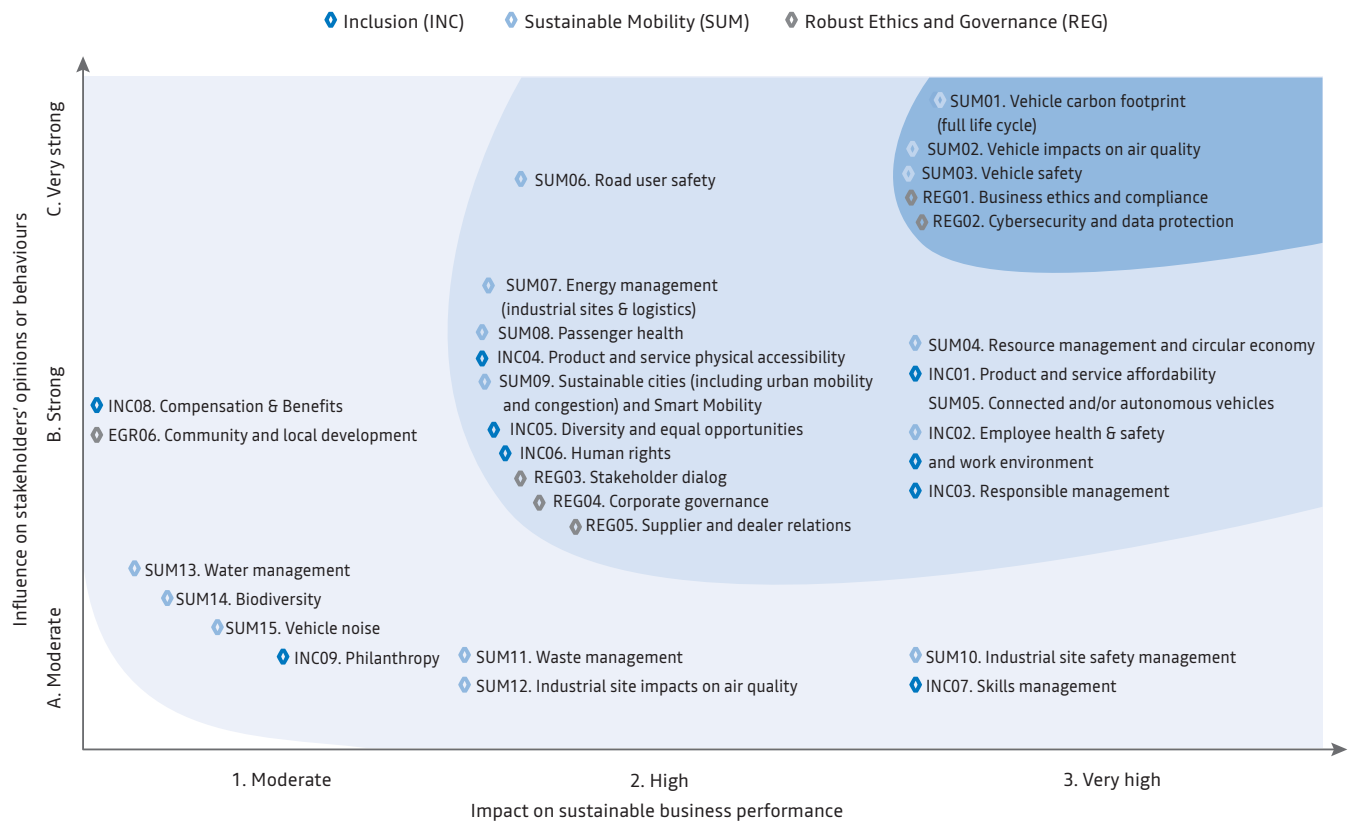 Inclusion (INC)
Sustainable Mobility (SUM)
Robust Ethics and Governance (REG)
Influence on stakeholders' opinions or behaviours
C. Very strong
B. Strong
A. Moderate
SUM01. Vehicle carbon footprint
(full life cycle)
SUM02. Vehicle impacts on air quality
SUM03. Vehicle safety
REG01. Business ethics and compliance
REG02. Cybersecurity and data protection
SUM06. Road user safety
SUM07. Energy management
(industrial sites & logistics)
SUM08. Passenger health
INC04. Product and service physical accessibility
SUM09. Sustainable cities (including urban mobility
and congestion) and Smart Mobility
INC05. Diversity and equal opportunities
INC06. Human rights
REG03. Stakeholder dialog
REG04. Corporate governance
REG05. Supplier and dealer relations
SUM04. Resource management and circular economy
INC01. Product and service affordability
SUM05. Connected and/or autonomous vehicles
INC02. Employee health & safety
and work environment
INC03. Responsible management
INC08. Compensation & Benefits
EGR06. Community and local development
SUM13. Water management
SUM14. Biodiversity
SUM15. Vehicle noise
INC09. Philanthropy
SUM11. Waste management
SUM12. Industrial site impacts on air quality
SUM10. Industrial site safety management
INC07. Skills management
1. Moderate
2. High
3. Very high
Impact on sustainable business performance